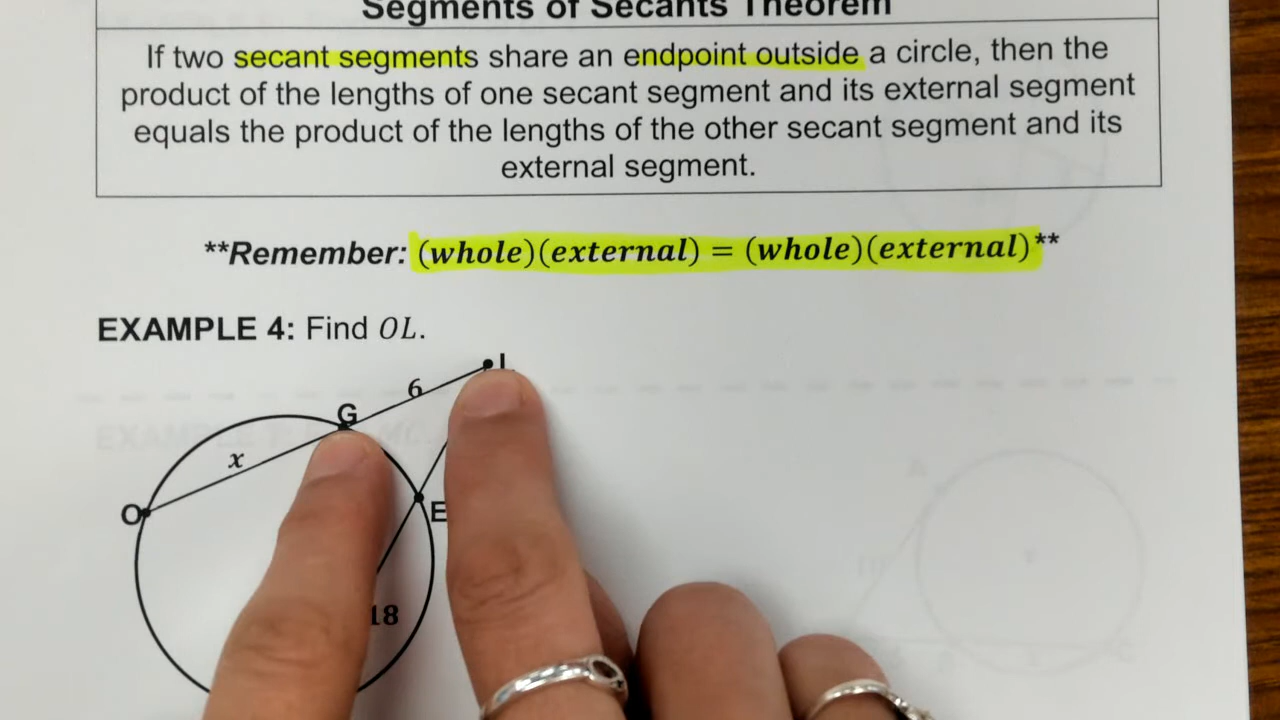 Segments of Secants Theorem
If two secant segments share an endpoint outside a circle, then the
product of the lengths of one secant segment and its external segment
equals the product of the lengths of the other secant segment and its
external segment.
**Remember: (whole)(external) = (whole)(external)**
EXAMPLE 4: Find OL.
6
G
x
O
E
18